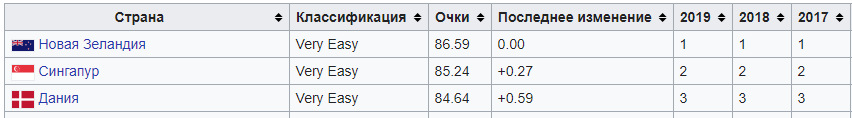 Страна Классификация Очки Последнее изменение 2019 2018 2017
Новая Зеландия Very Easy 86.59 0.00 1 1 1
Сингапур Very Easy 85.24 +0.27 2 2 2
Дания Very Easy 84.64 +0.59 3 3 3